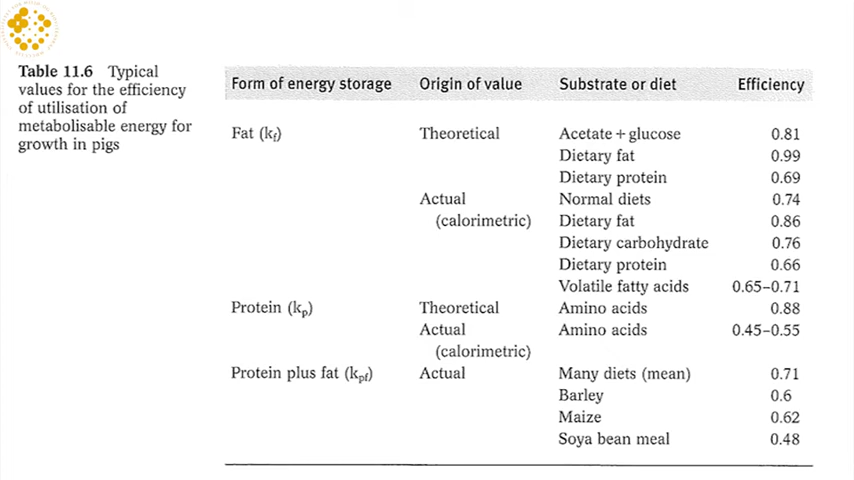 Table 11.6 Typical
values for the efficiency
of utilisation of
metabolisable energy for
growth in pigs
Form of energy storage Origin of value Substrate or diet Efficiency
Fat (kf) Theoretical Acetate + glucose 0.81
Dietary fat 0.99
Dietary protein 0.69
Actual Normal diets 0.74
(calorimetric) Dietary fat 0.86
Dietary carbohydrate 0.76
Dietary protein 0.66
Volatile fatty acids 0.65–0.71
Protein (kp) Theoretical Amino acids 0.88
Actual Amino acids 0.45–0.55
(calorimetric)
Protein plus fat (kpf) Actual Many diets (mean) 0.71
Barley 0.6
Maize 0.62
Soya bean meal 0.48